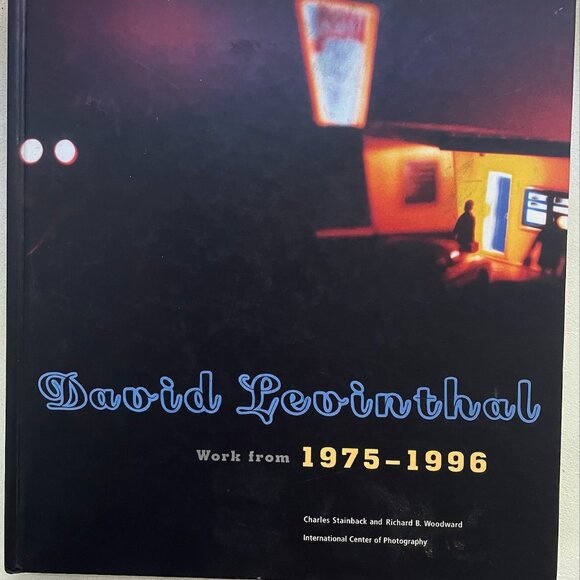 David Levinthal
Work from 1975–1996
Charles Stainback and Richard B. Woodward
International Center of Photography